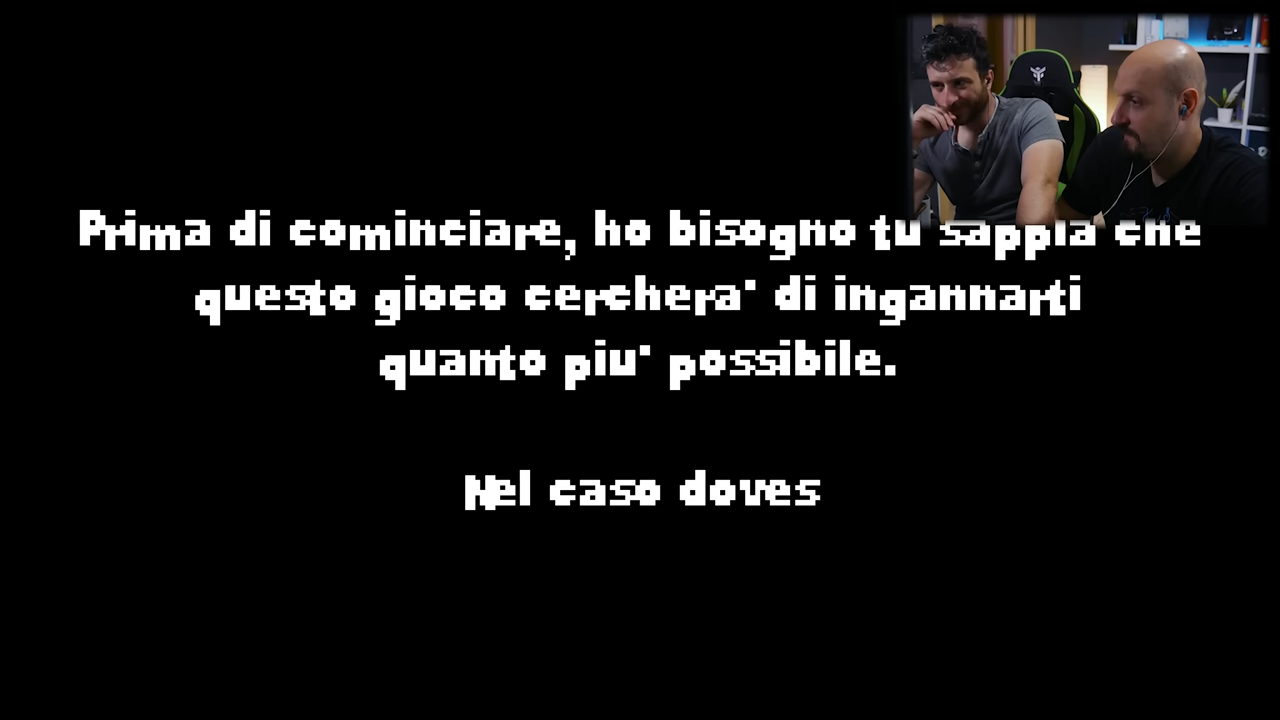 Prima di cominciare, ho bisogno tu sappia che
questo gioco cerchera' di ingannarti
quanto piu' possibile.
Nel caso doves